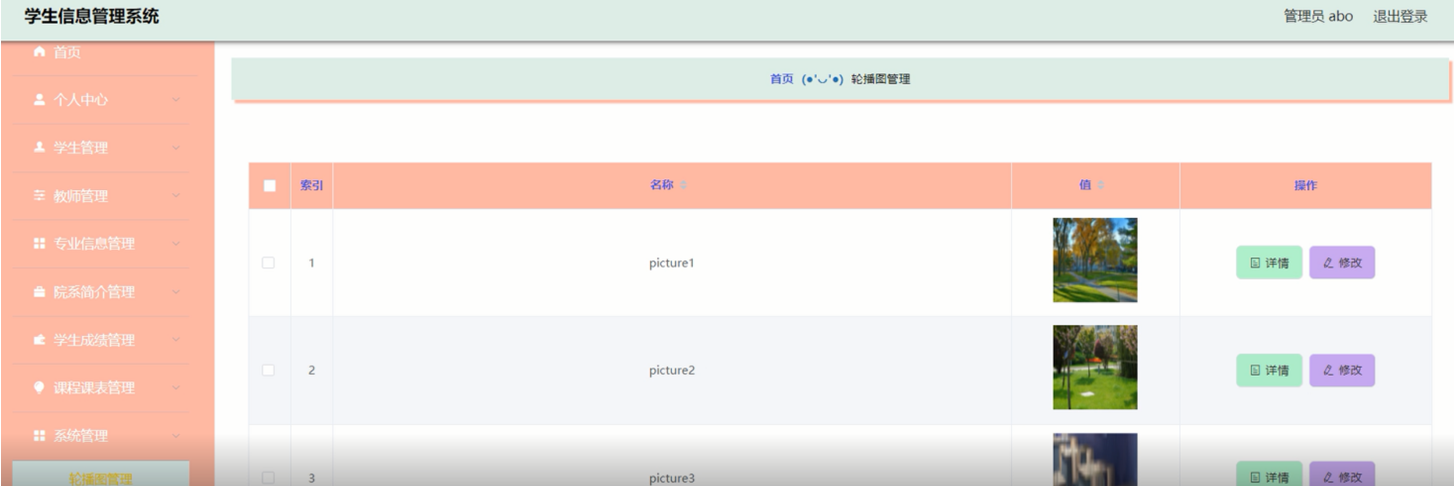 学生信息管理系统
管理员 abo 退出登录
首页
个人中心
学生管理
教师管理
专业信息管理
院系简介管理
学生成绩管理
课程课表管理
系统管理
轮播图管理
首页 (●'◡'●) 轮播图管理
索引 名称 值 操作
1 picture1 详情 修改
2 picture2 详情 修改
3 picture3 详情 修改